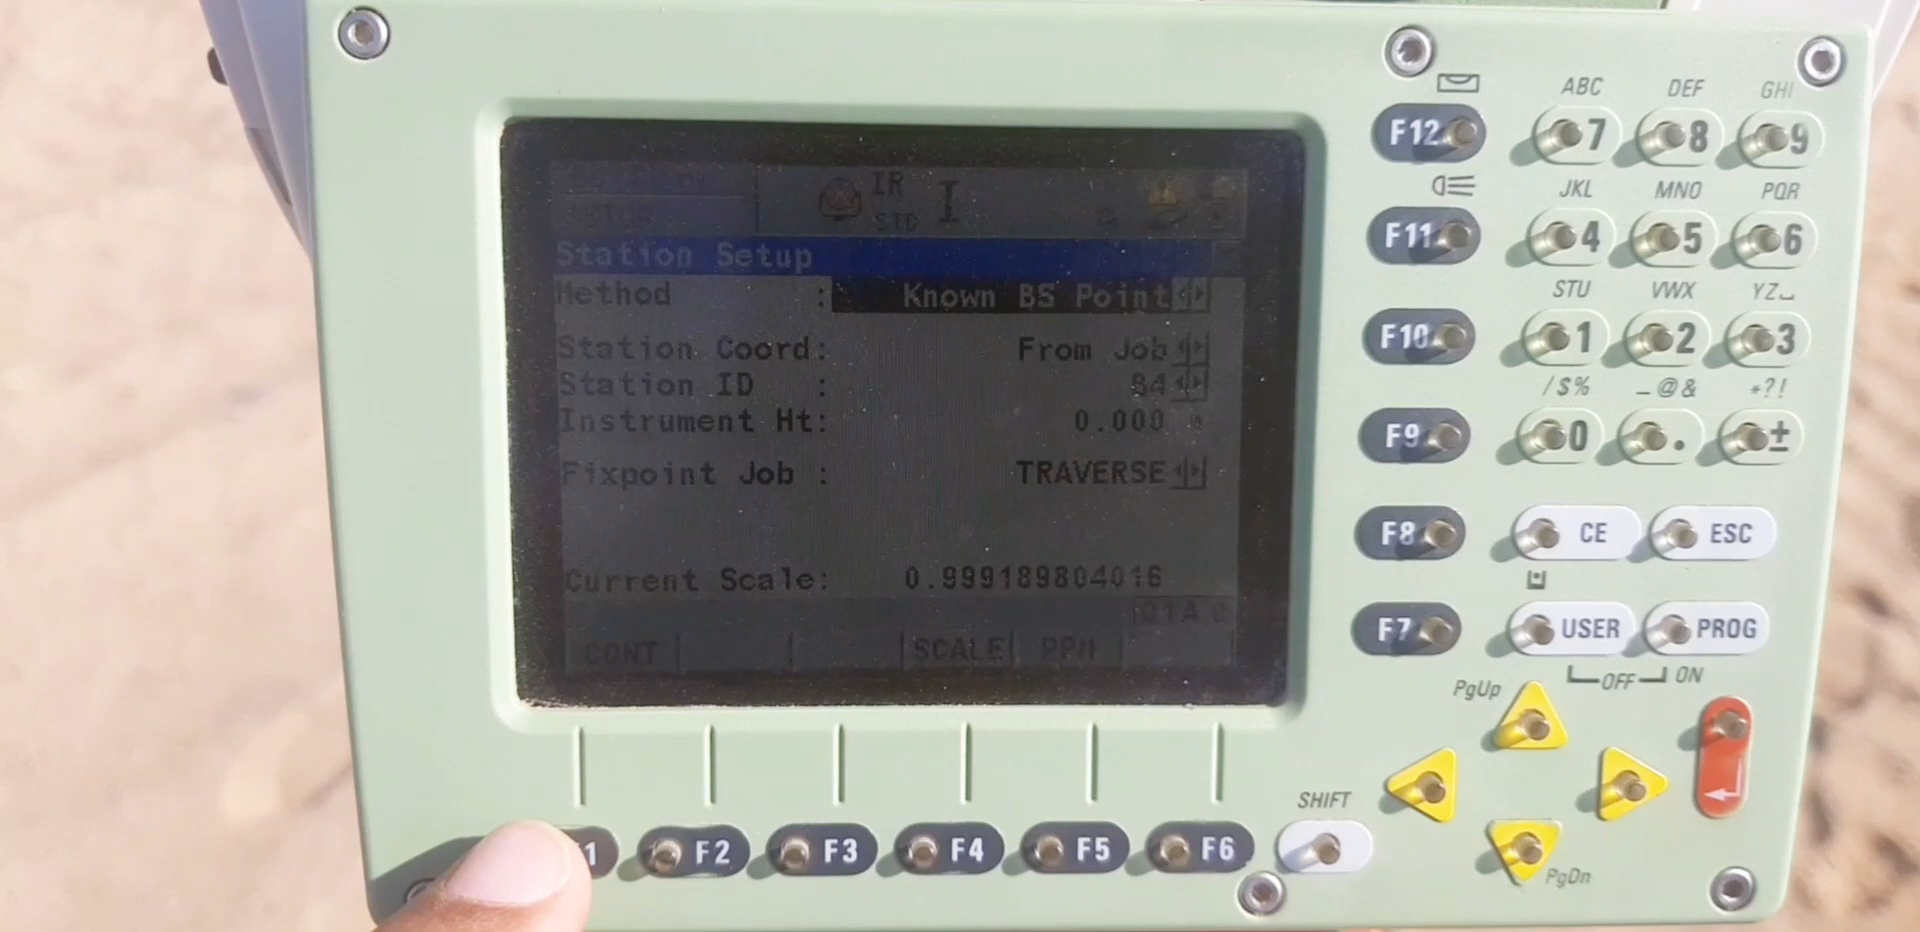 IR
STD I
Station Setup
Method : Known BS Point
Station Coord: From Job
Station ID : B4
Instrument Ht: 0.000 m
Fixpoint Job : TRAVERSE
Current Scale: 0.999189804016
Q1A
CONT SCALE PPM
F2 F3 F4 F5 F6 SHIFT
F12 ABC 7 DEF 8 GHI 9
F11 JKL 4 MNO 5 PQR 6
F10 STU 1 VWX 2 YZ 3
F9 /$% 0 _@& . *?! ±
F8 CE ESC
F7 USER PROG
OFF ON
PgUp
PgDn